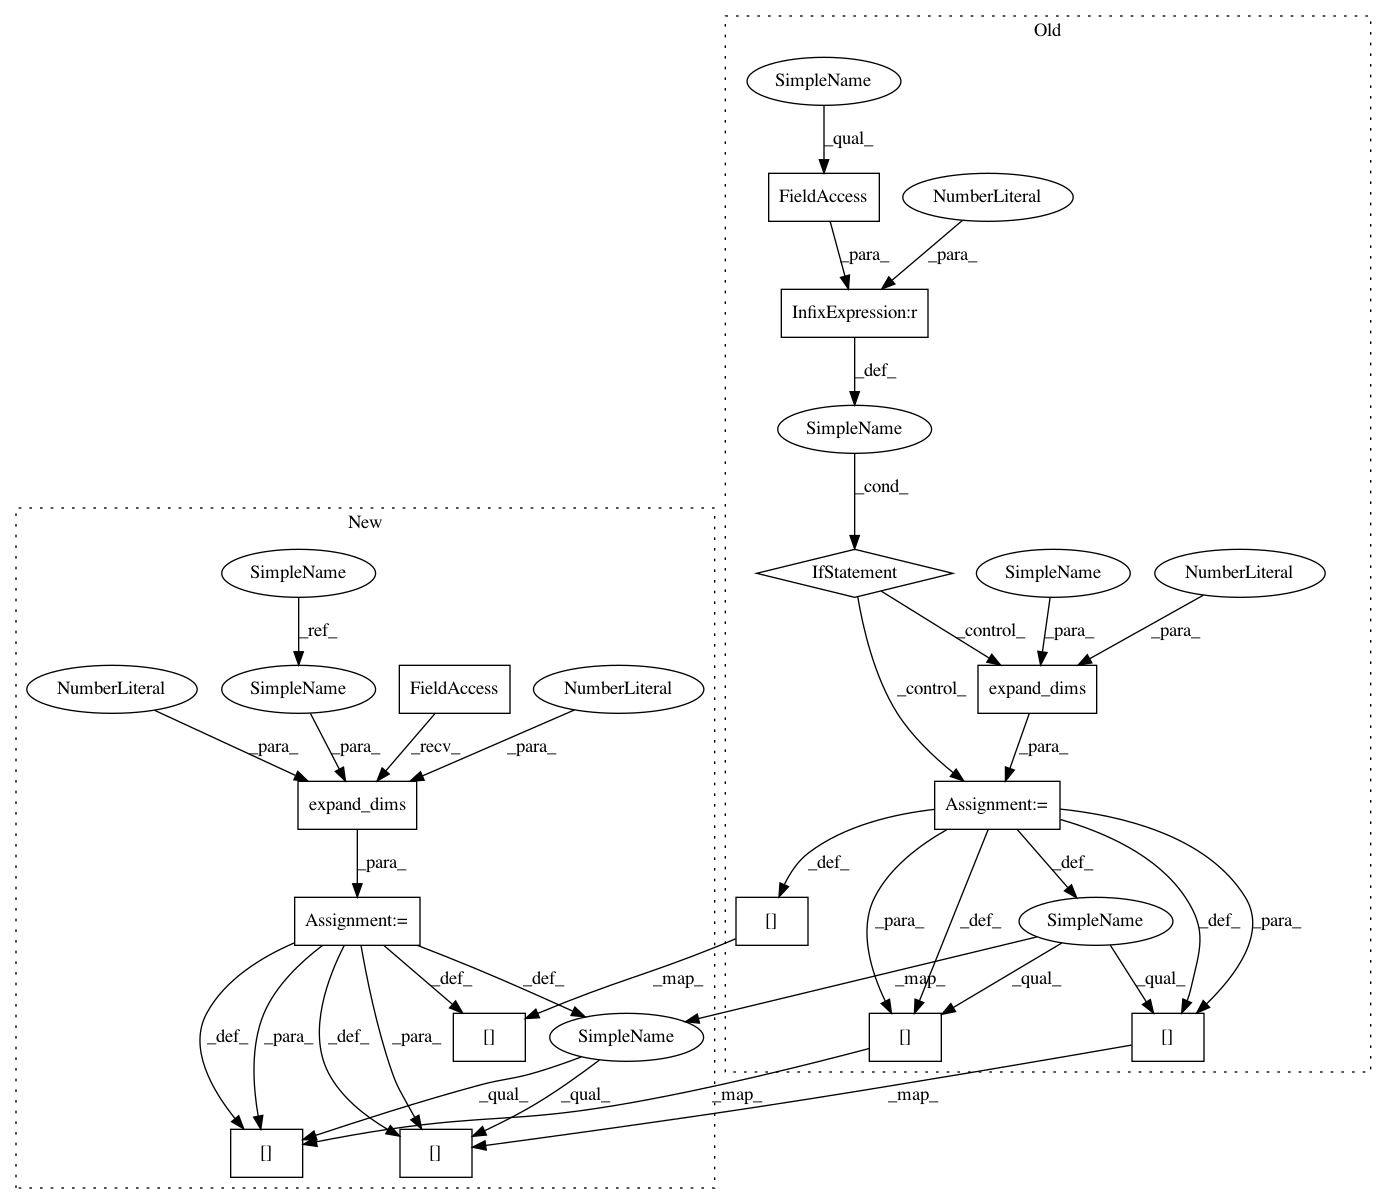 Old
SimpleName
_qual_
FieldAccess
NumberLiteral
_para_
_para_
InfixExpression:r
_def_
SimpleName
_cond_
New
SimpleName
IfStatement
SimpleName
NumberLiteral
_ref_
_control_
_para_
_para_
NumberLiteral
SimpleName
FieldAccess
NumberLiteral
_control_
expand_dims
_para_
_para_
_recv_
_para_
_para_
expand_dims
Assignment:=
_para_
_def_
Assignment:=
[]
_para_
_def_
_def_
SimpleName
_def_
_para_
_def_
_def_
_map_
_map_
_qual_
_qual_
_def_
_para_
_def_
_para_
[]
SimpleName
[]
[]
_qual_
_qual_
_map_
_map_
[]
[]